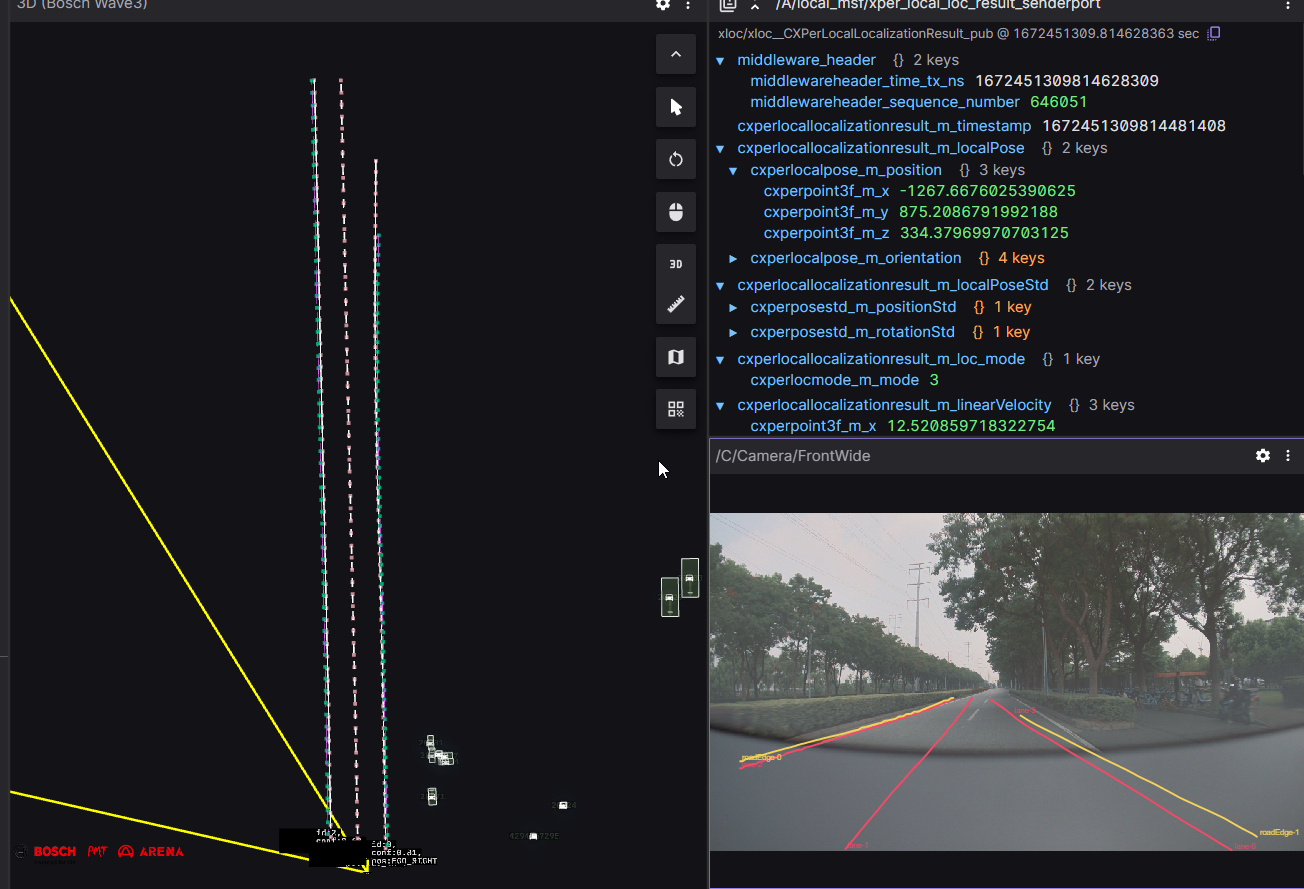 3D (Bosch Wave3)
3D
BOSCH
ARENA
id:0,
conf:0.81,
pos:EGO_RIGHT
/A/local_msf/xper_local_loc_result_senderport
xloc/xloc__CXPerLocalLocalizationResult_pub @ 1672451309.814628363 sec
middleware_header {} 2 keys
middlewareheader_time_tx_ns 1672451309814628309
middlewareheader_sequence_number 646051
cxperlocallocalizationresult_m_timestamp 1672451309814481408
cxperlocallocalizationresult_m_localPose {} 2 keys
cxperlocalpose_m_position {} 3 keys
cxperpoint3f_m_x -1267.6676025390625
cxperpoint3f_m_y 875.2086791992188
cxperpoint3f_m_z 334.37969970703125
cxperlocalpose_m_orientation {} 4 keys
cxperlocallocalizationresult_m_localPoseStd {} 2 keys
cxperposestd_m_positionStd {} 1 key
cxperposestd_m_rotationStd {} 1 key
cxperlocallocalizationresult_m_loc_mode {} 1 key
cxperlocmode_m_mode 3
cxperlocallocalizationresult_m_linearVelocity {} 3 keys
cxperpoint3f_m_x 12.520859718322754
/C/Camera/FrontWide
roadEdge-0
roadEdge-1